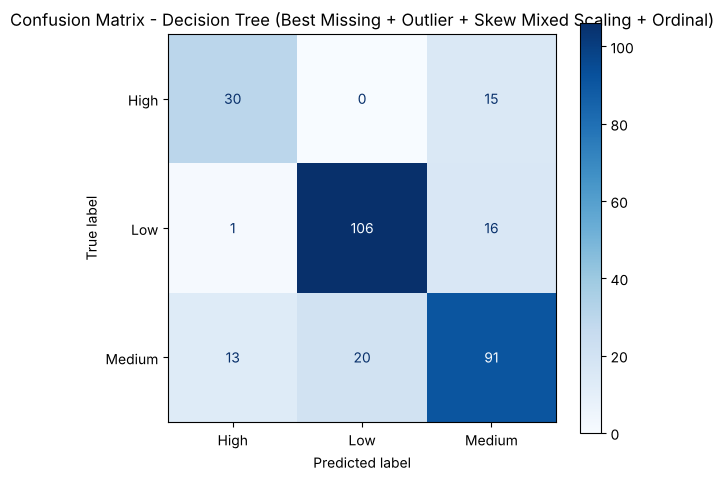 Confusion Matrix - Decision Tree (Best Missing + Outlier + Skew Mixed Scaling + Ordinal)
True label
High 30 0 15
Low 1 106 16
Medium 13 20 91
High Low Medium
Predicted label
100
80
60
40
20
0